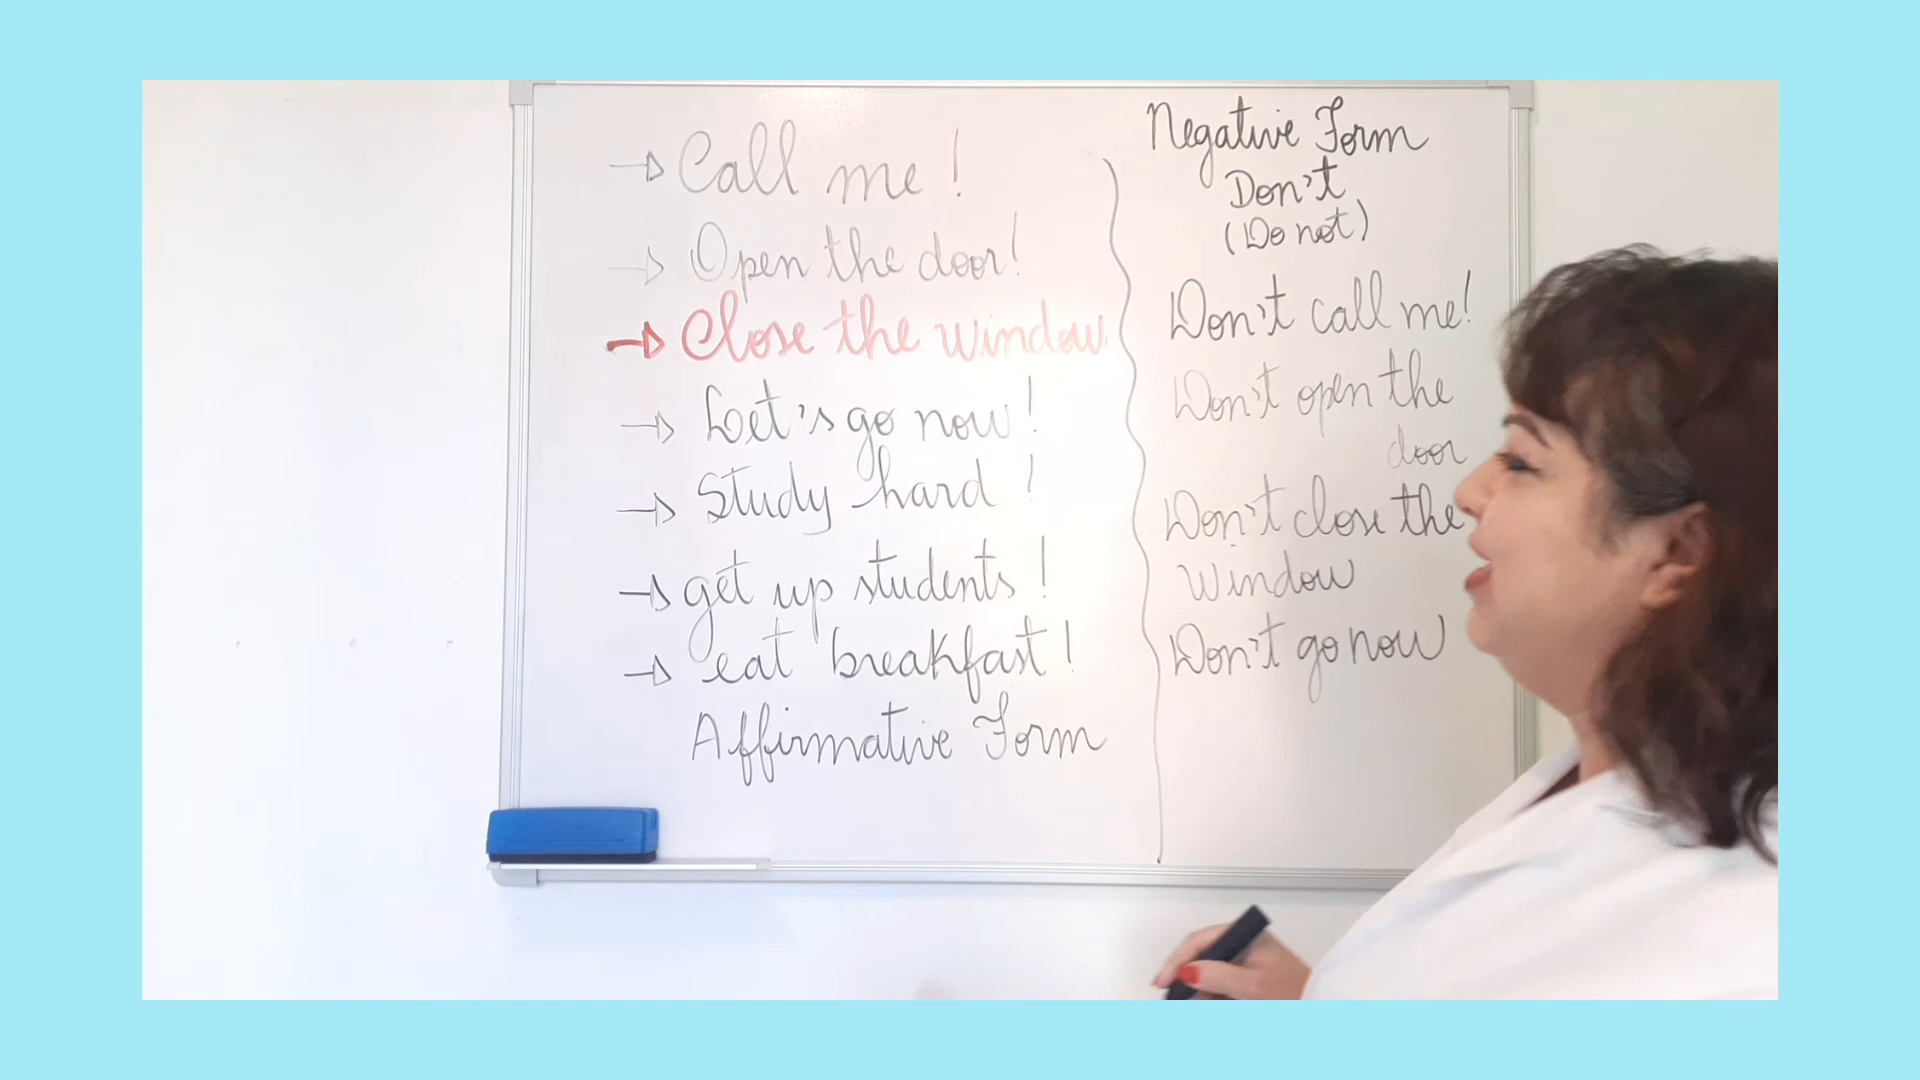 Call me!
Open the door!
Close the window
Let's go now!
Study hard!
get up students!
eat breakfast!
Affirmative Form
Negative Form
Don't
(Do not)
Don't call me!
Don't open the
door
Don't close the
Window
Don't go now